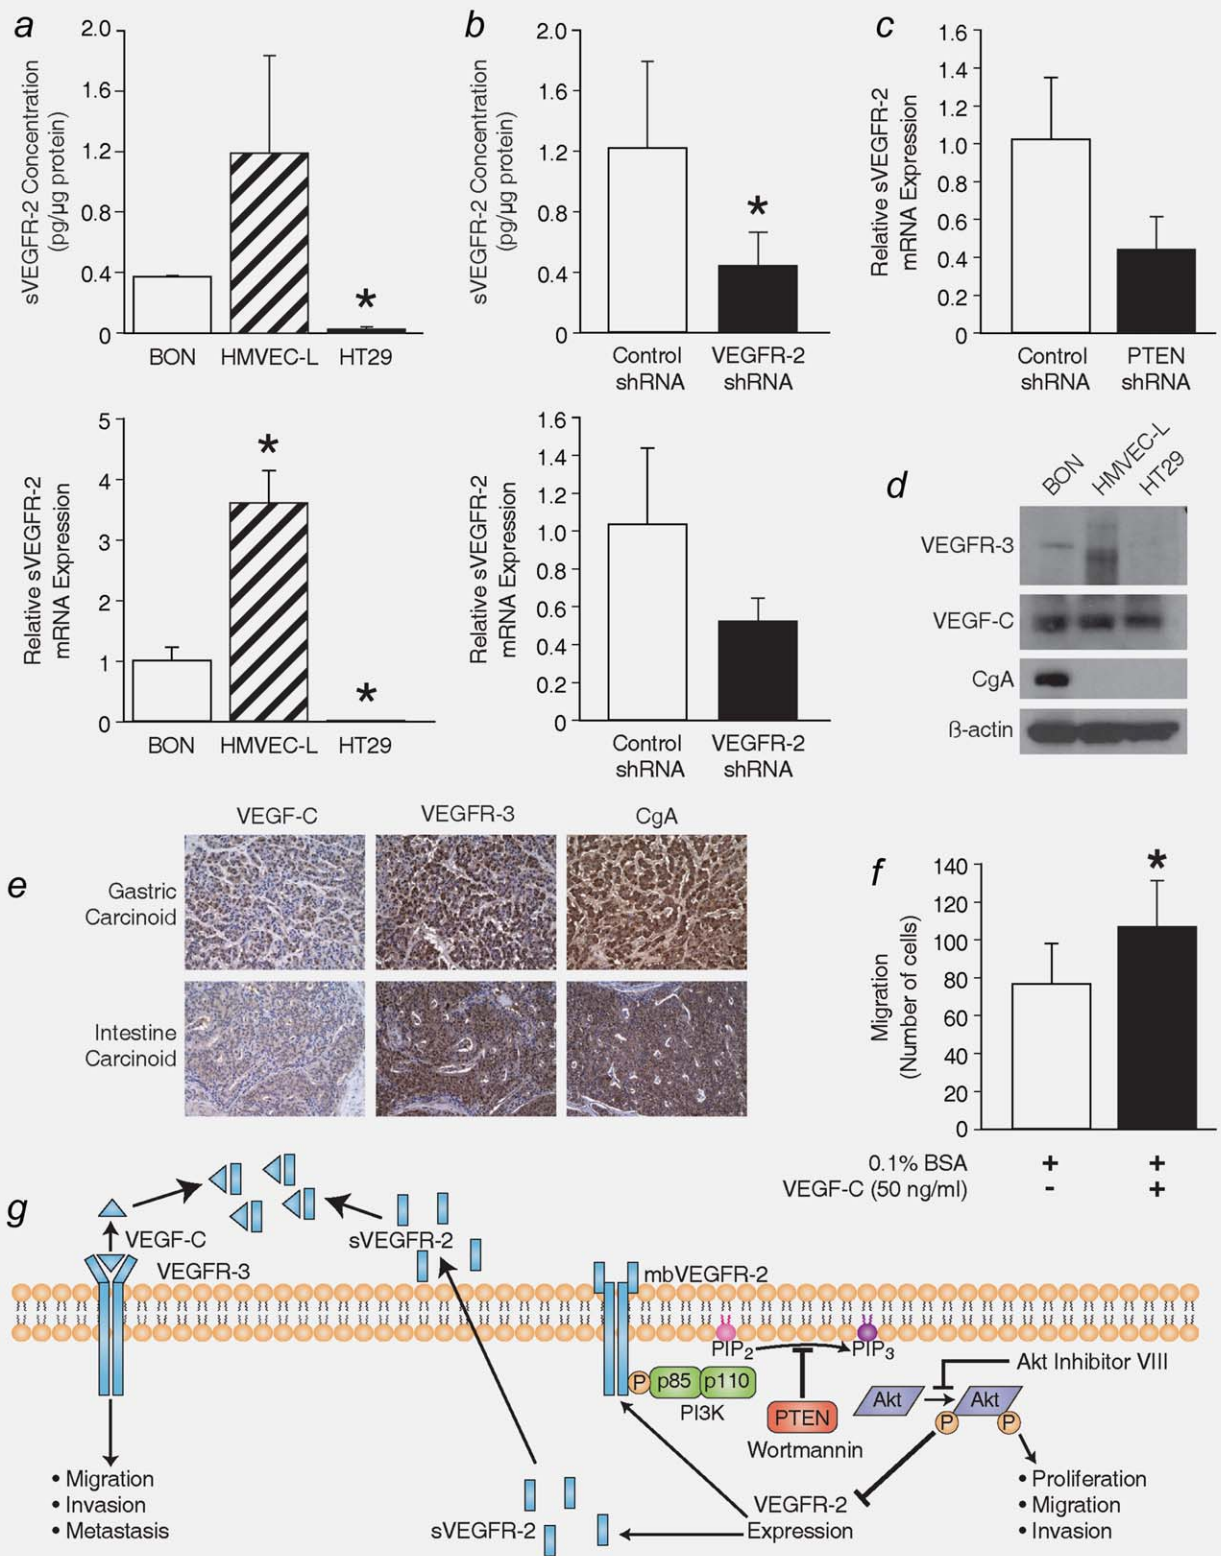 a
2.0
1.6
1.2
0.8
0.4
0
sVEGFR-2 Concentration
(pg/µg protein)
BON HMVEC-L HT29
*
b
2.0
1.6
1.2
0.8
0.4
0
sVEGFR-2 Concentration
(pg/µg protein)
*
Control
shRNA
VEGFR-2
shRNA
c
1.6
1.4
1.2
1.0
0.8
0.6
0.4
0.2
0
Relative sVEGFR-2
mRNA Expression
Control
shRNA
PTEN
shRNA
5
4
3
2
1
0
Relative sVEGFR-2
mRNA Expression
*
*
BON HMVEC-L HT29
1.6
1.4
1.2
1.0
0.8
0.6
0.4
0.2
0
Relative sVEGFR-2
mRNA Expression
Control
shRNA
VEGFR-2
shRNA
d
BON
HMVEC-L
HT29
VEGFR-3
VEGF-C
CgA
ß-actin
e
VEGF-C VEGFR-3 CgA
Gastric
Carcinoid
Intestine
Carcinoid
f
140
120
100
80
60
40
20
0
Migration
(Number of cells)
*
0.1% BSA + +
VEGF-C (50 ng/ml) - +
g
VEGF-C
VEGFR-3
sVEGFR-2
mbVEGFR-2
PIP2
PIP3
P
p85
p110
PI3K
PTEN
Wortmannin
Akt Inhibitor VIII
Akt
Akt
P
P
• Migration
• Invasion
• Metastasis
sVEGFR-2
VEGFR-2
Expression
• Proliferation
• Migration
• Invasion